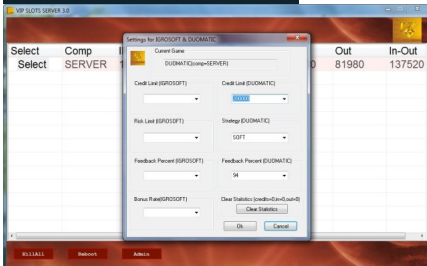 VIP SLOTS SERVER 3.0
Settings for IGROSOFT & DUOMATIC
Current Game
DUOMATIC(comp=SERVER)
Select Comp Out In-Out
Select SERVER 81980 137520
Credit Limit (IGROSOFT) Credit Limit (DUOMATIC)
Risk Limit (IGROSOFT) Strategy (DUOMATIC)
SOFT
Feedback Percent (IGROSOFT) Feedback Percent (DUOMATIC)
94
Bonus Rate(IGROSOFT) Clear Statistics (credits=0,in=0,out=0)
Clear Statistics
Ok Cancel
KillAll Reboot Admin